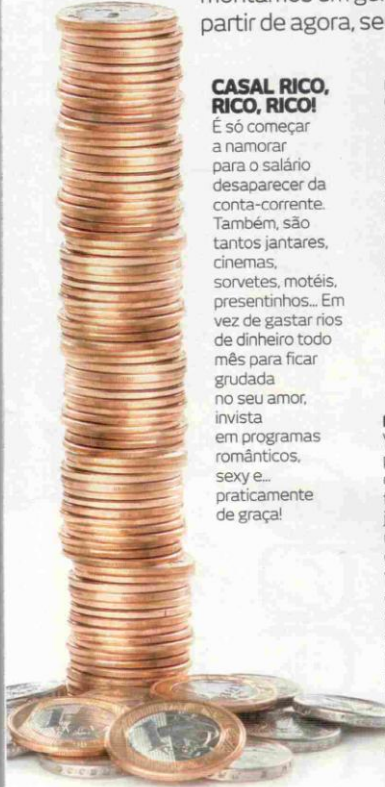 partir de agora, se
CASAL RICO,
RICO, RICO!
É só começar
a namorar
para o salário
desaparecer da
conta-corrente.
Também, são
tantos jantares,
cinemas,
sorvetes, motéis,
presentinhos... Em
vez de gastar rios
de dinheiro todo
mês para ficar
grudada
no seu amor,
invista
em programas
românticos,
sexy e...
praticamente
de graça!